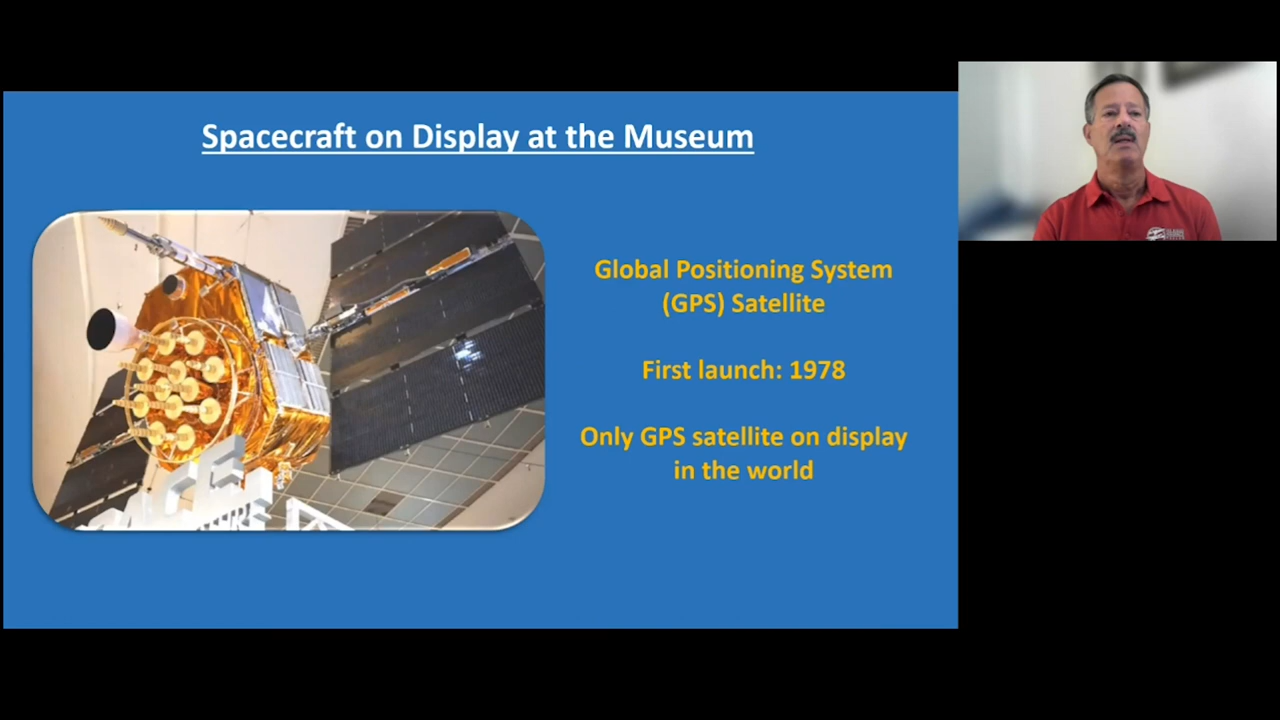 Spacecraft on Display at the Museum
Global Positioning System
(GPS) Satellite
First launch: 1978
Only GPS satellite on display
in the world